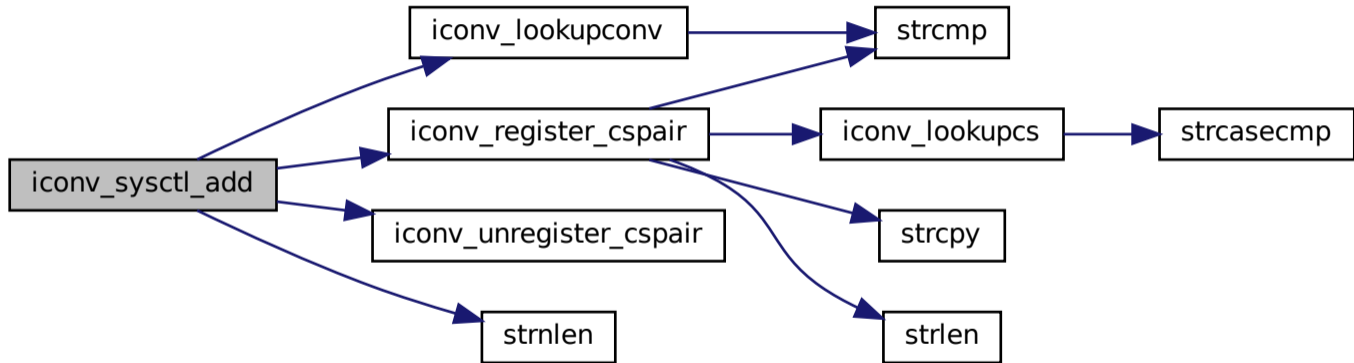 iconv_lookupconv
strcmp
iconv_register_cspair
iconv_lookupcs
strcasecmp
iconv_sysctl_add
iconv_unregister_cspair
strcpy
strnlen
strlen